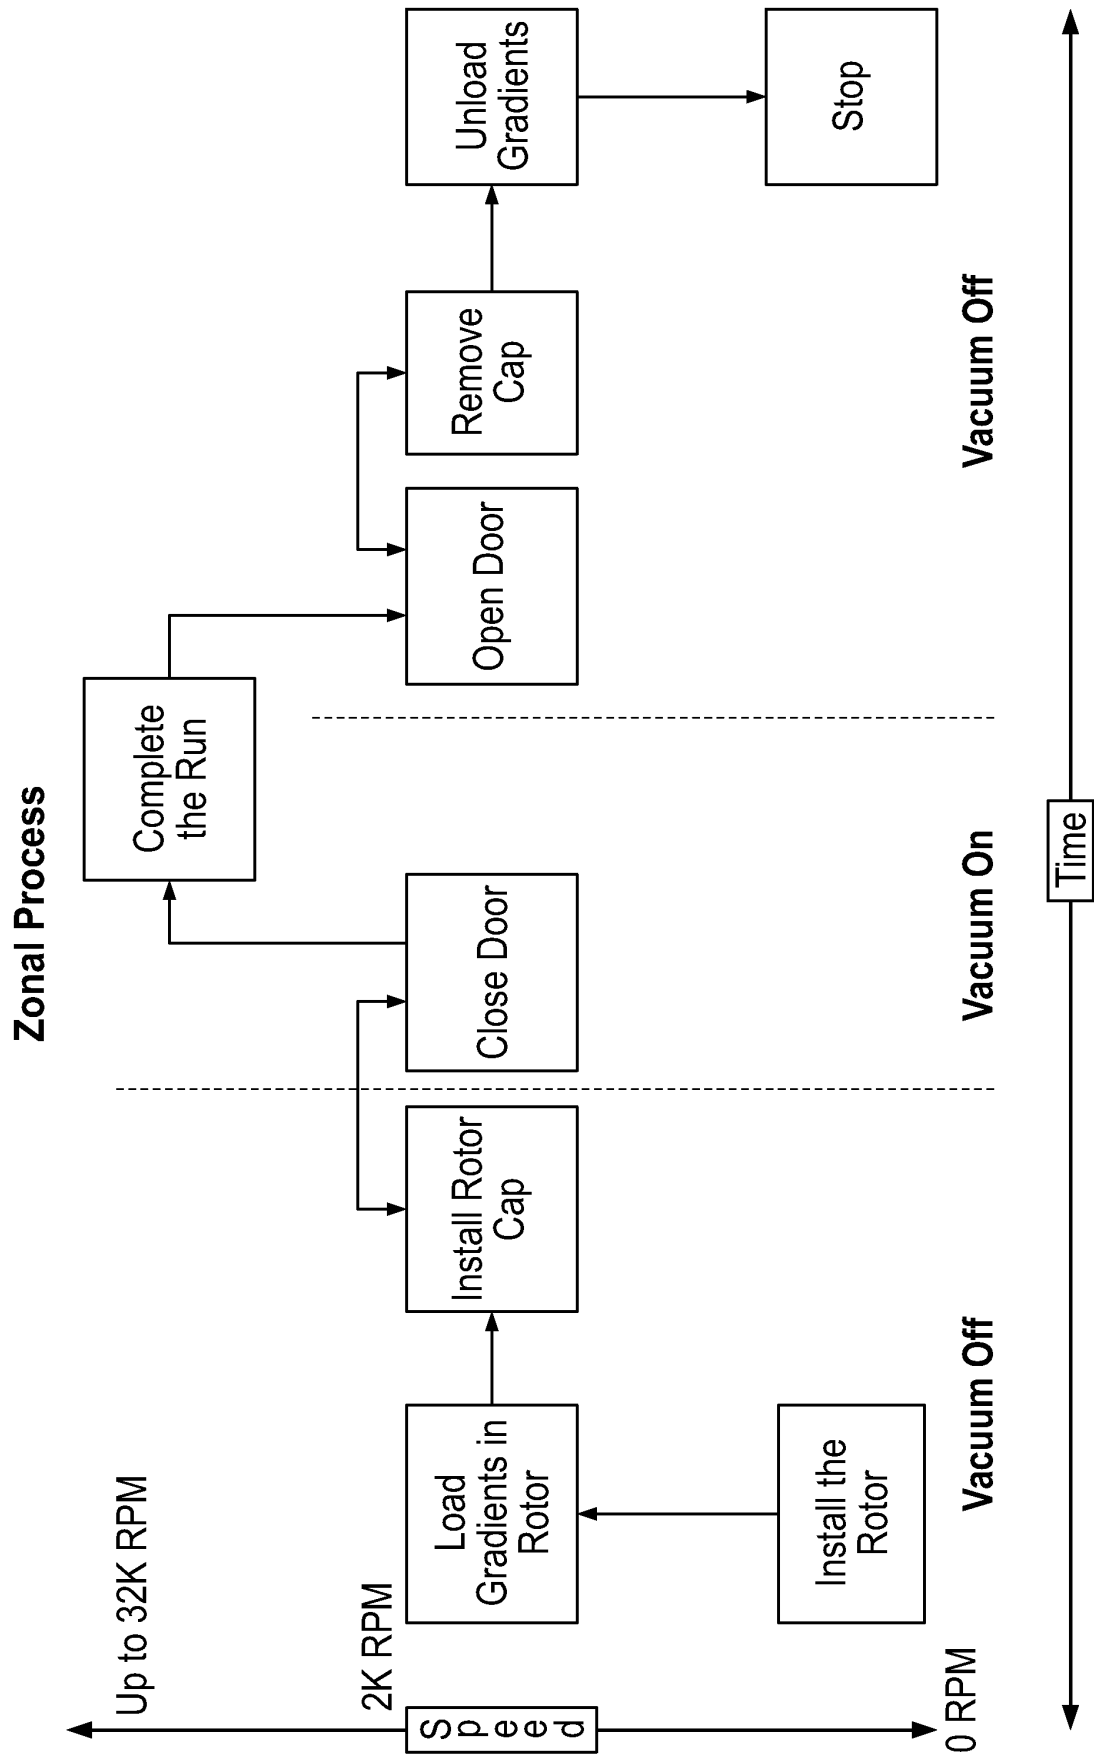 Zonal Process
Up to 32K RPM
2K RPM
0 RPM
Speed
Install the
Rotor
Load
Gradients in
Rotor
Install Rotor
Cap
Close Door
Complete
the Run
Open Door
Remove
Cap
Unload
Gradients
Stop
Vacuum Off
Vacuum On
Vacuum Off
Time